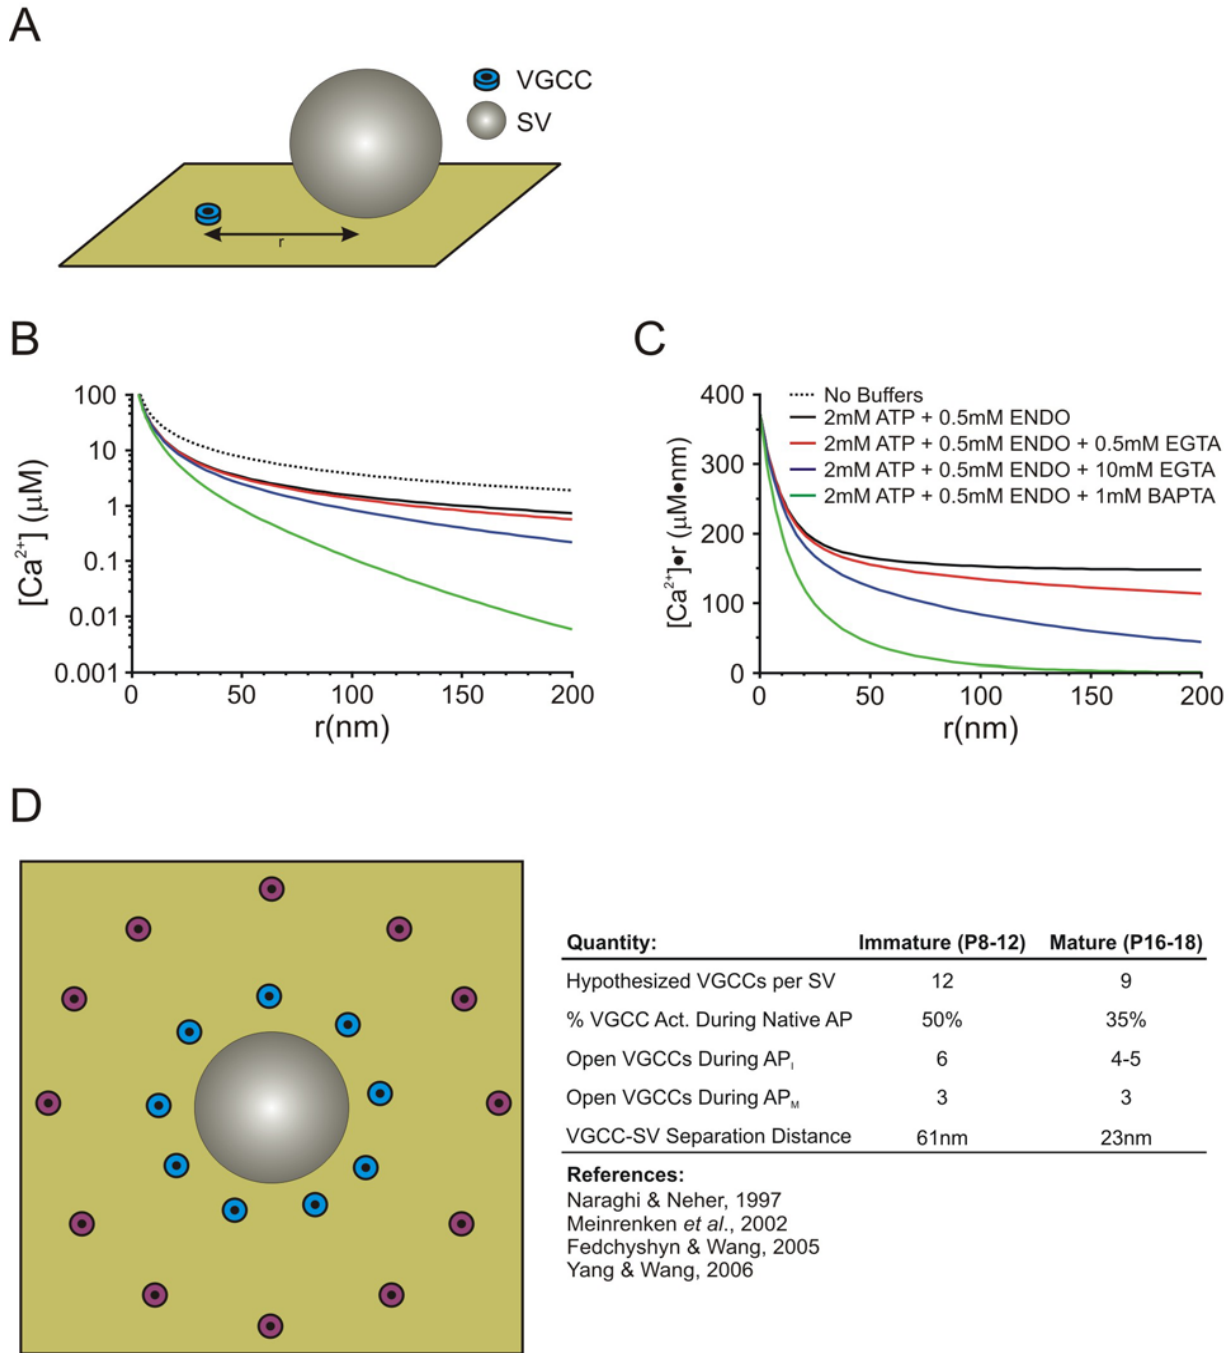 A
VGCC
SV
r
B
100
10
1
0.1
0.01
0.001
[Ca²⁺] (μM)
0 50 100 150 200
r(nm)
C
400
300
200
100
0
[Ca²⁺]●r (μM●nm)
No Buffers
2mM ATP + 0.5mM ENDO
2mM ATP + 0.5mM ENDO + 0.5mM EGTA
2mM ATP + 0.5mM ENDO + 10mM EGTA
2mM ATP + 0.5mM ENDO + 1mM BAPTA
0 50 100 150 200
r(nm)
D
Quantity: Immature (P8-12) Mature (P16-18)
Hypothesized VGCCs per SV 12 9
% VGCC Act. During Native AP 50% 35%
Open VGCCs During AP_I 6 4-5
Open VGCCs During AP_M 3 3
VGCC-SV Separation Distance 61nm 23nm
References:
Naraghi & Neher, 1997
Meinrenken et al., 2002
Fedchyshyn & Wang, 2005
Yang & Wang, 2006